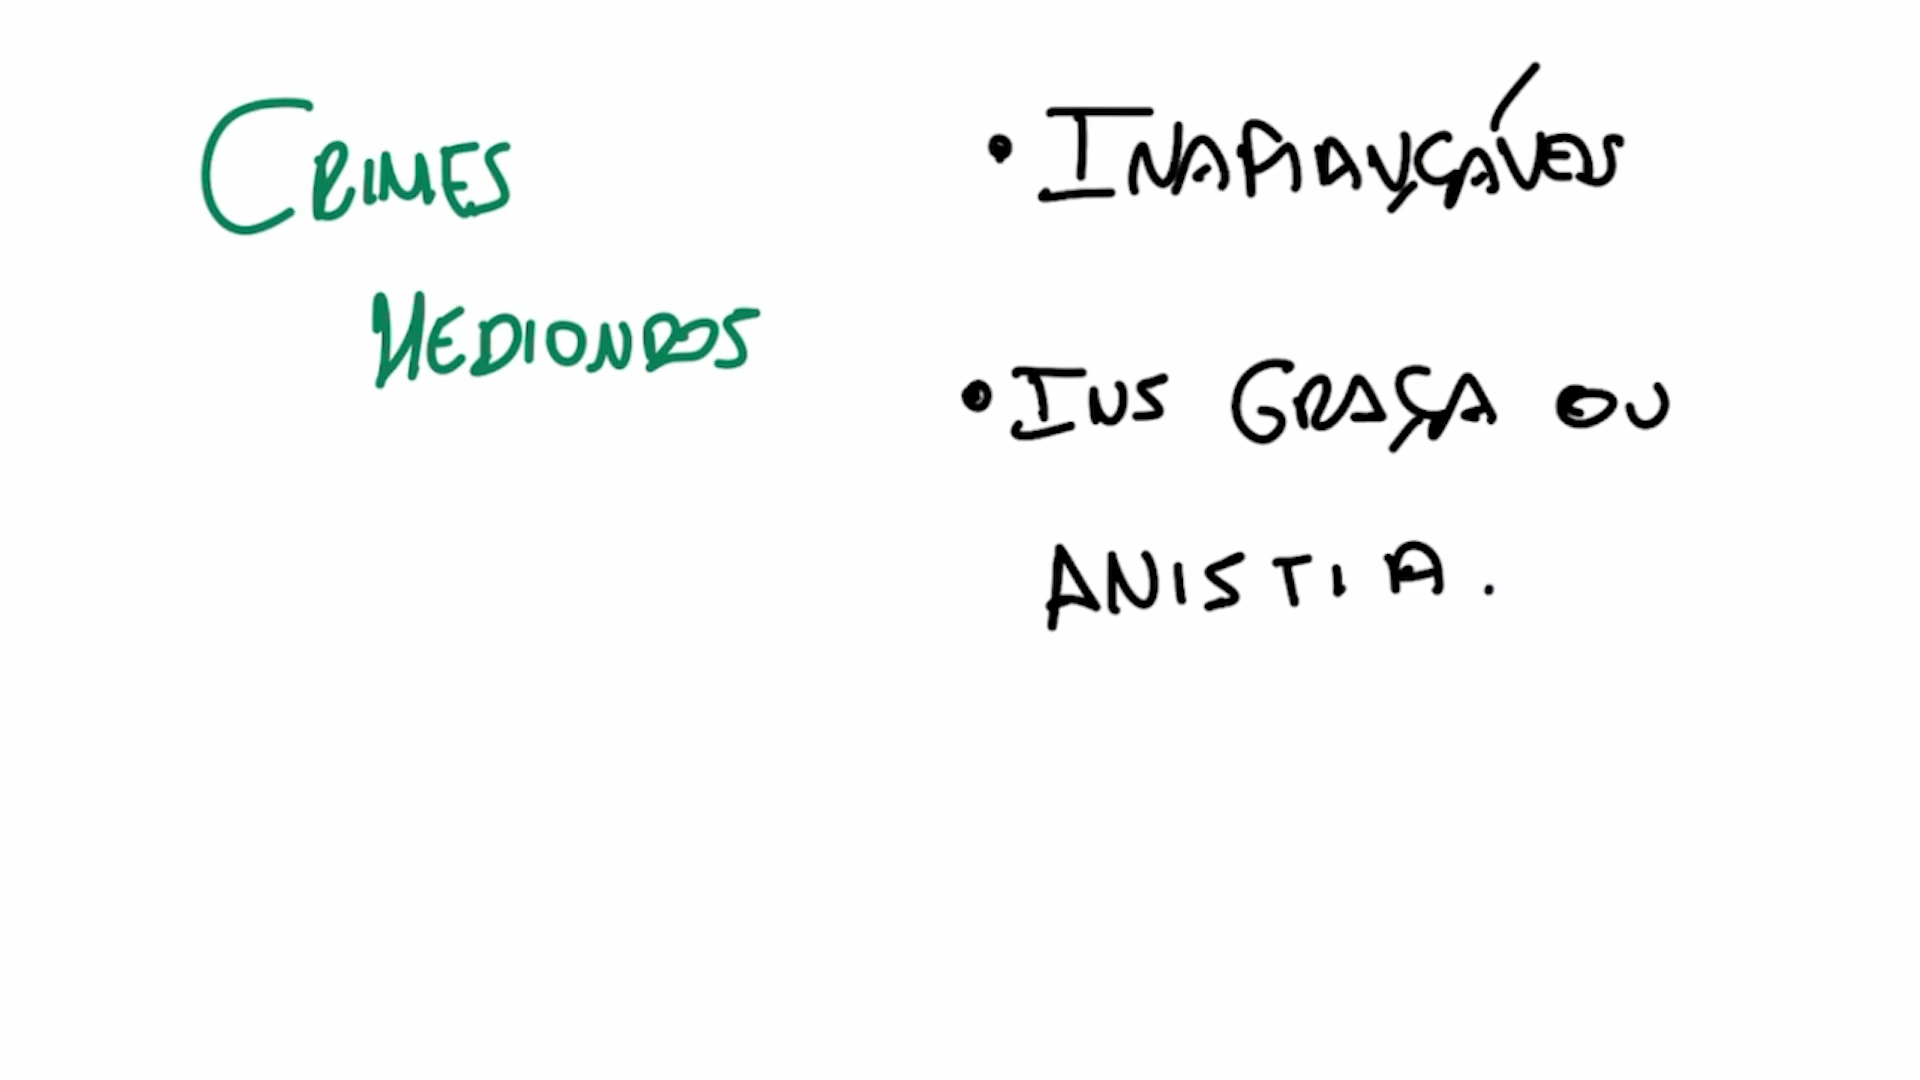 CRIMES
HEDIONDOS
• INAFIANÇÁVEIS
• INS GRAÇA OU
ANISTIA.